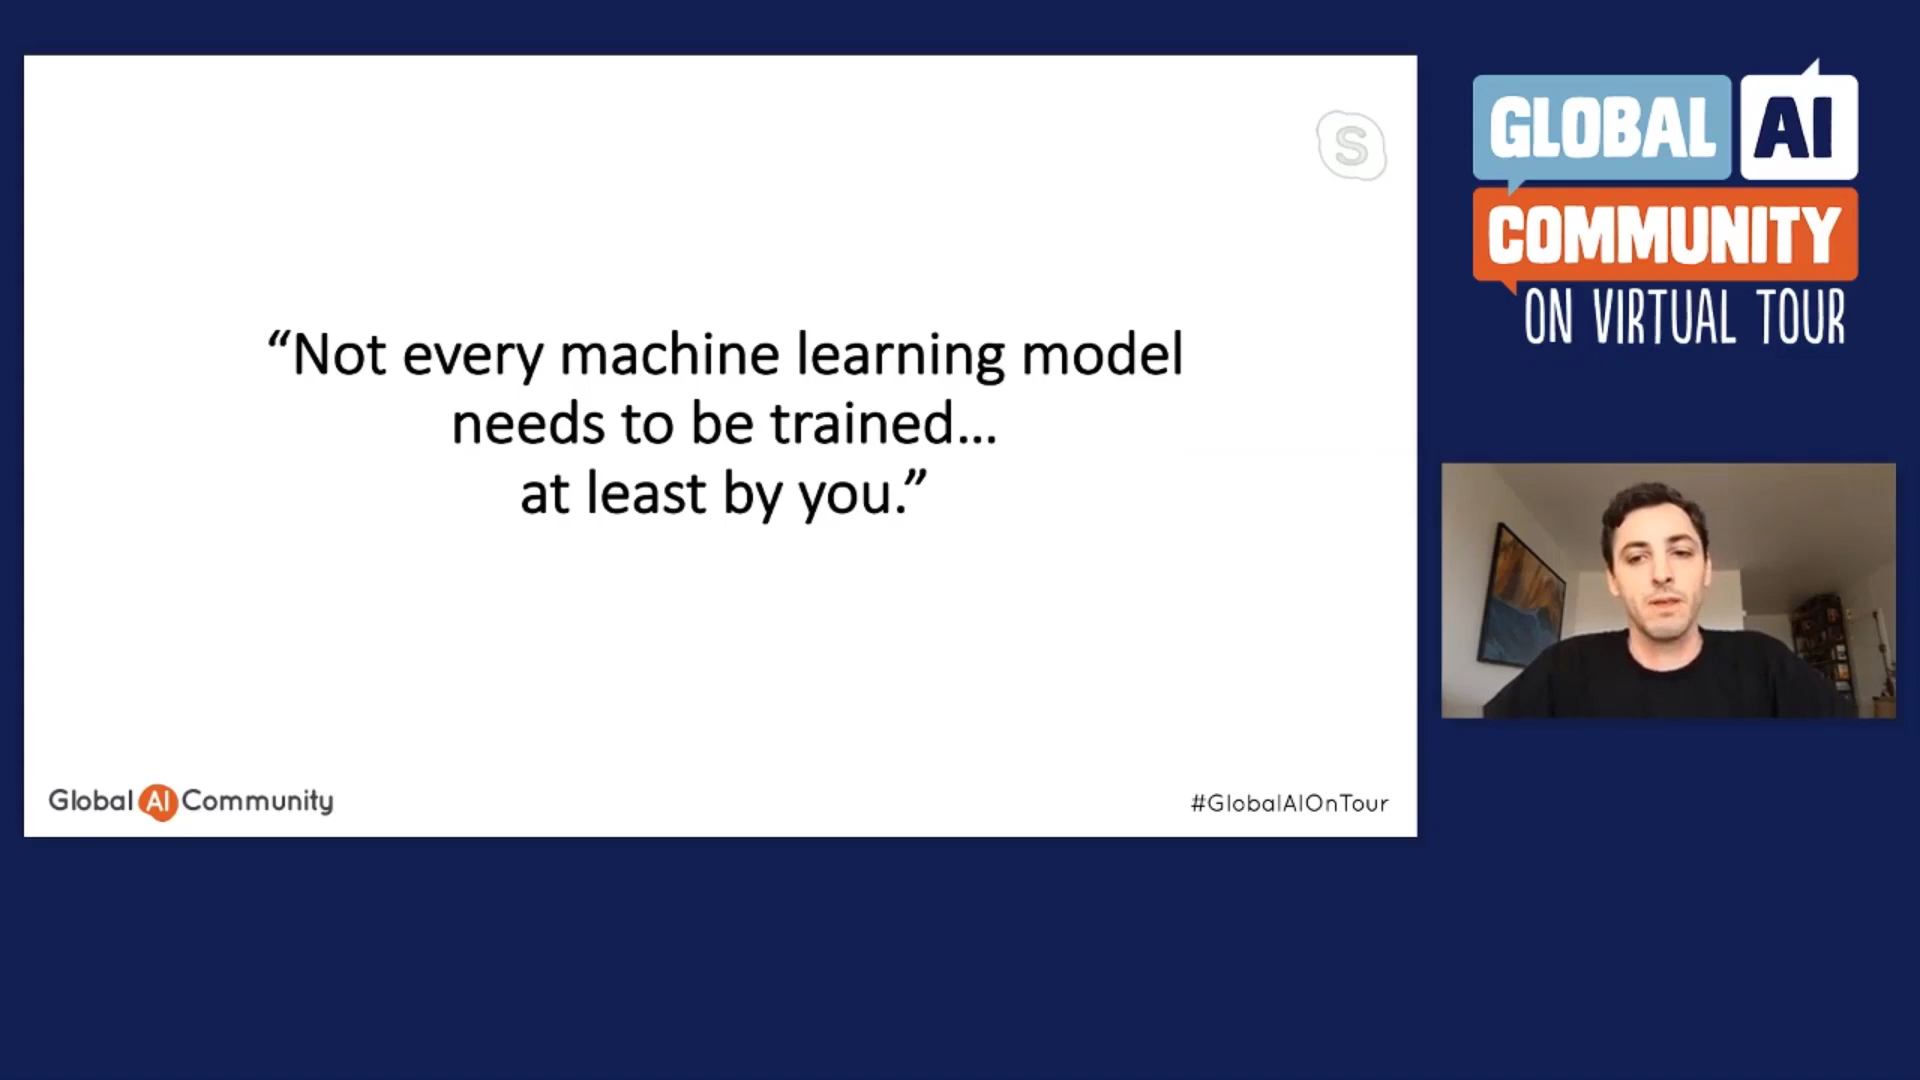 “Not every machine learning model
needs to be trained...
at least by you.”
S
Global AI Community
#GlobalAIOnTour
GLOBAL AI
COMMUNITY
ON VIRTUAL TOUR